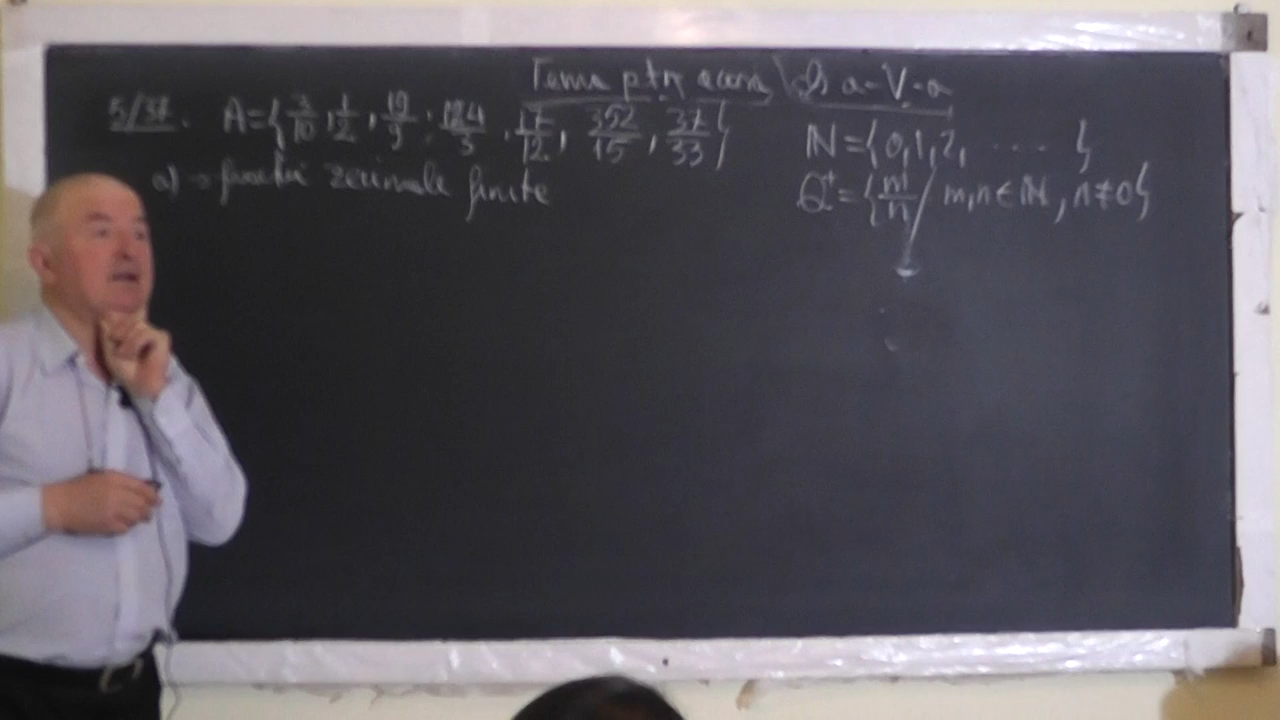 Tema ptr acasă Cls a-V-a
5/37. A={3/10, 1/2, 19/9, 124/5, 17/12, 352/15, 37/33}
a) → fracții zecimale finite
N={0,1,2, .... }
Q⁺={m/n / m,n∈N, n≠0}